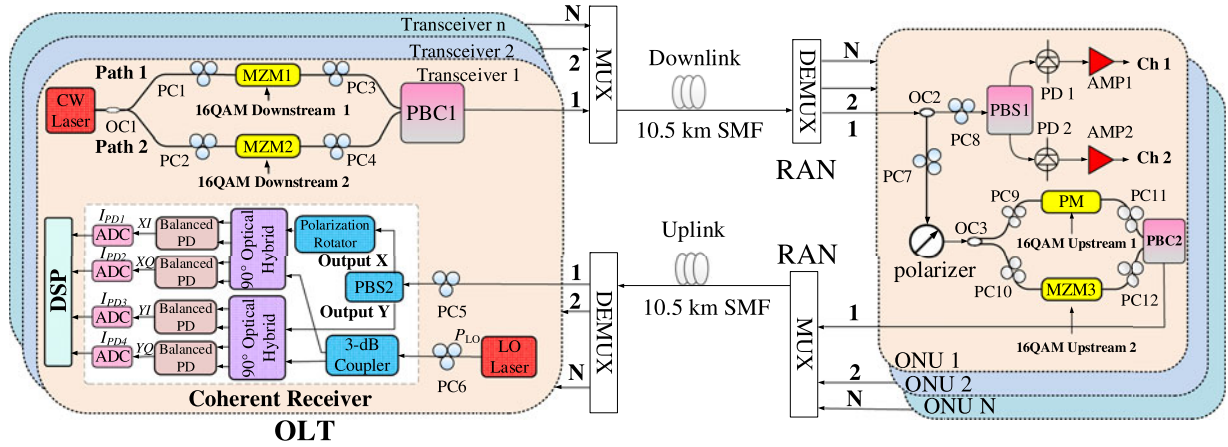 Transceiver n
Transceiver 2
Transceiver 1
Path 1
PC1
MZM1
PC3
16QAM Downstream 1
CW
Laser
OC1
PBC1
Path 2
PC2
MZM2
PC4
16QAM Downstream 2
N
2
1
MUX
Downlink
10.5 km SMF
DEMUX
N
2
1
RAN
OC2
PC8
PBS1
PD 1
AMP1
Ch 1
PD 2
AMP2
Ch 2
PC7
polarizer
OC3
PC9
PM
PC11
16QAM Upstream 1
PBC2
PC10
MZM3
PC12
16QAM Upstream 2
ONU 1
ONU 2
ONU N
RAN
MUX
1
2
N
Uplink
10.5 km SMF
DEMUX
1
2
N
DSP
IPD1
ADC
XI
Balanced
PD
IPD2
ADC
XQ
Balanced
PD
IPD3
ADC
YI
Balanced
PD
IPD4
ADC
YQ
Balanced
PD
90° Optical
Hybrid
90° Optical
Hybrid
Polarization
Rotator
Output X
PBS2
Output Y
3-dB
Coupler
PC5
PC6
PLO
LO
Laser
Coherent Receiver
OLT